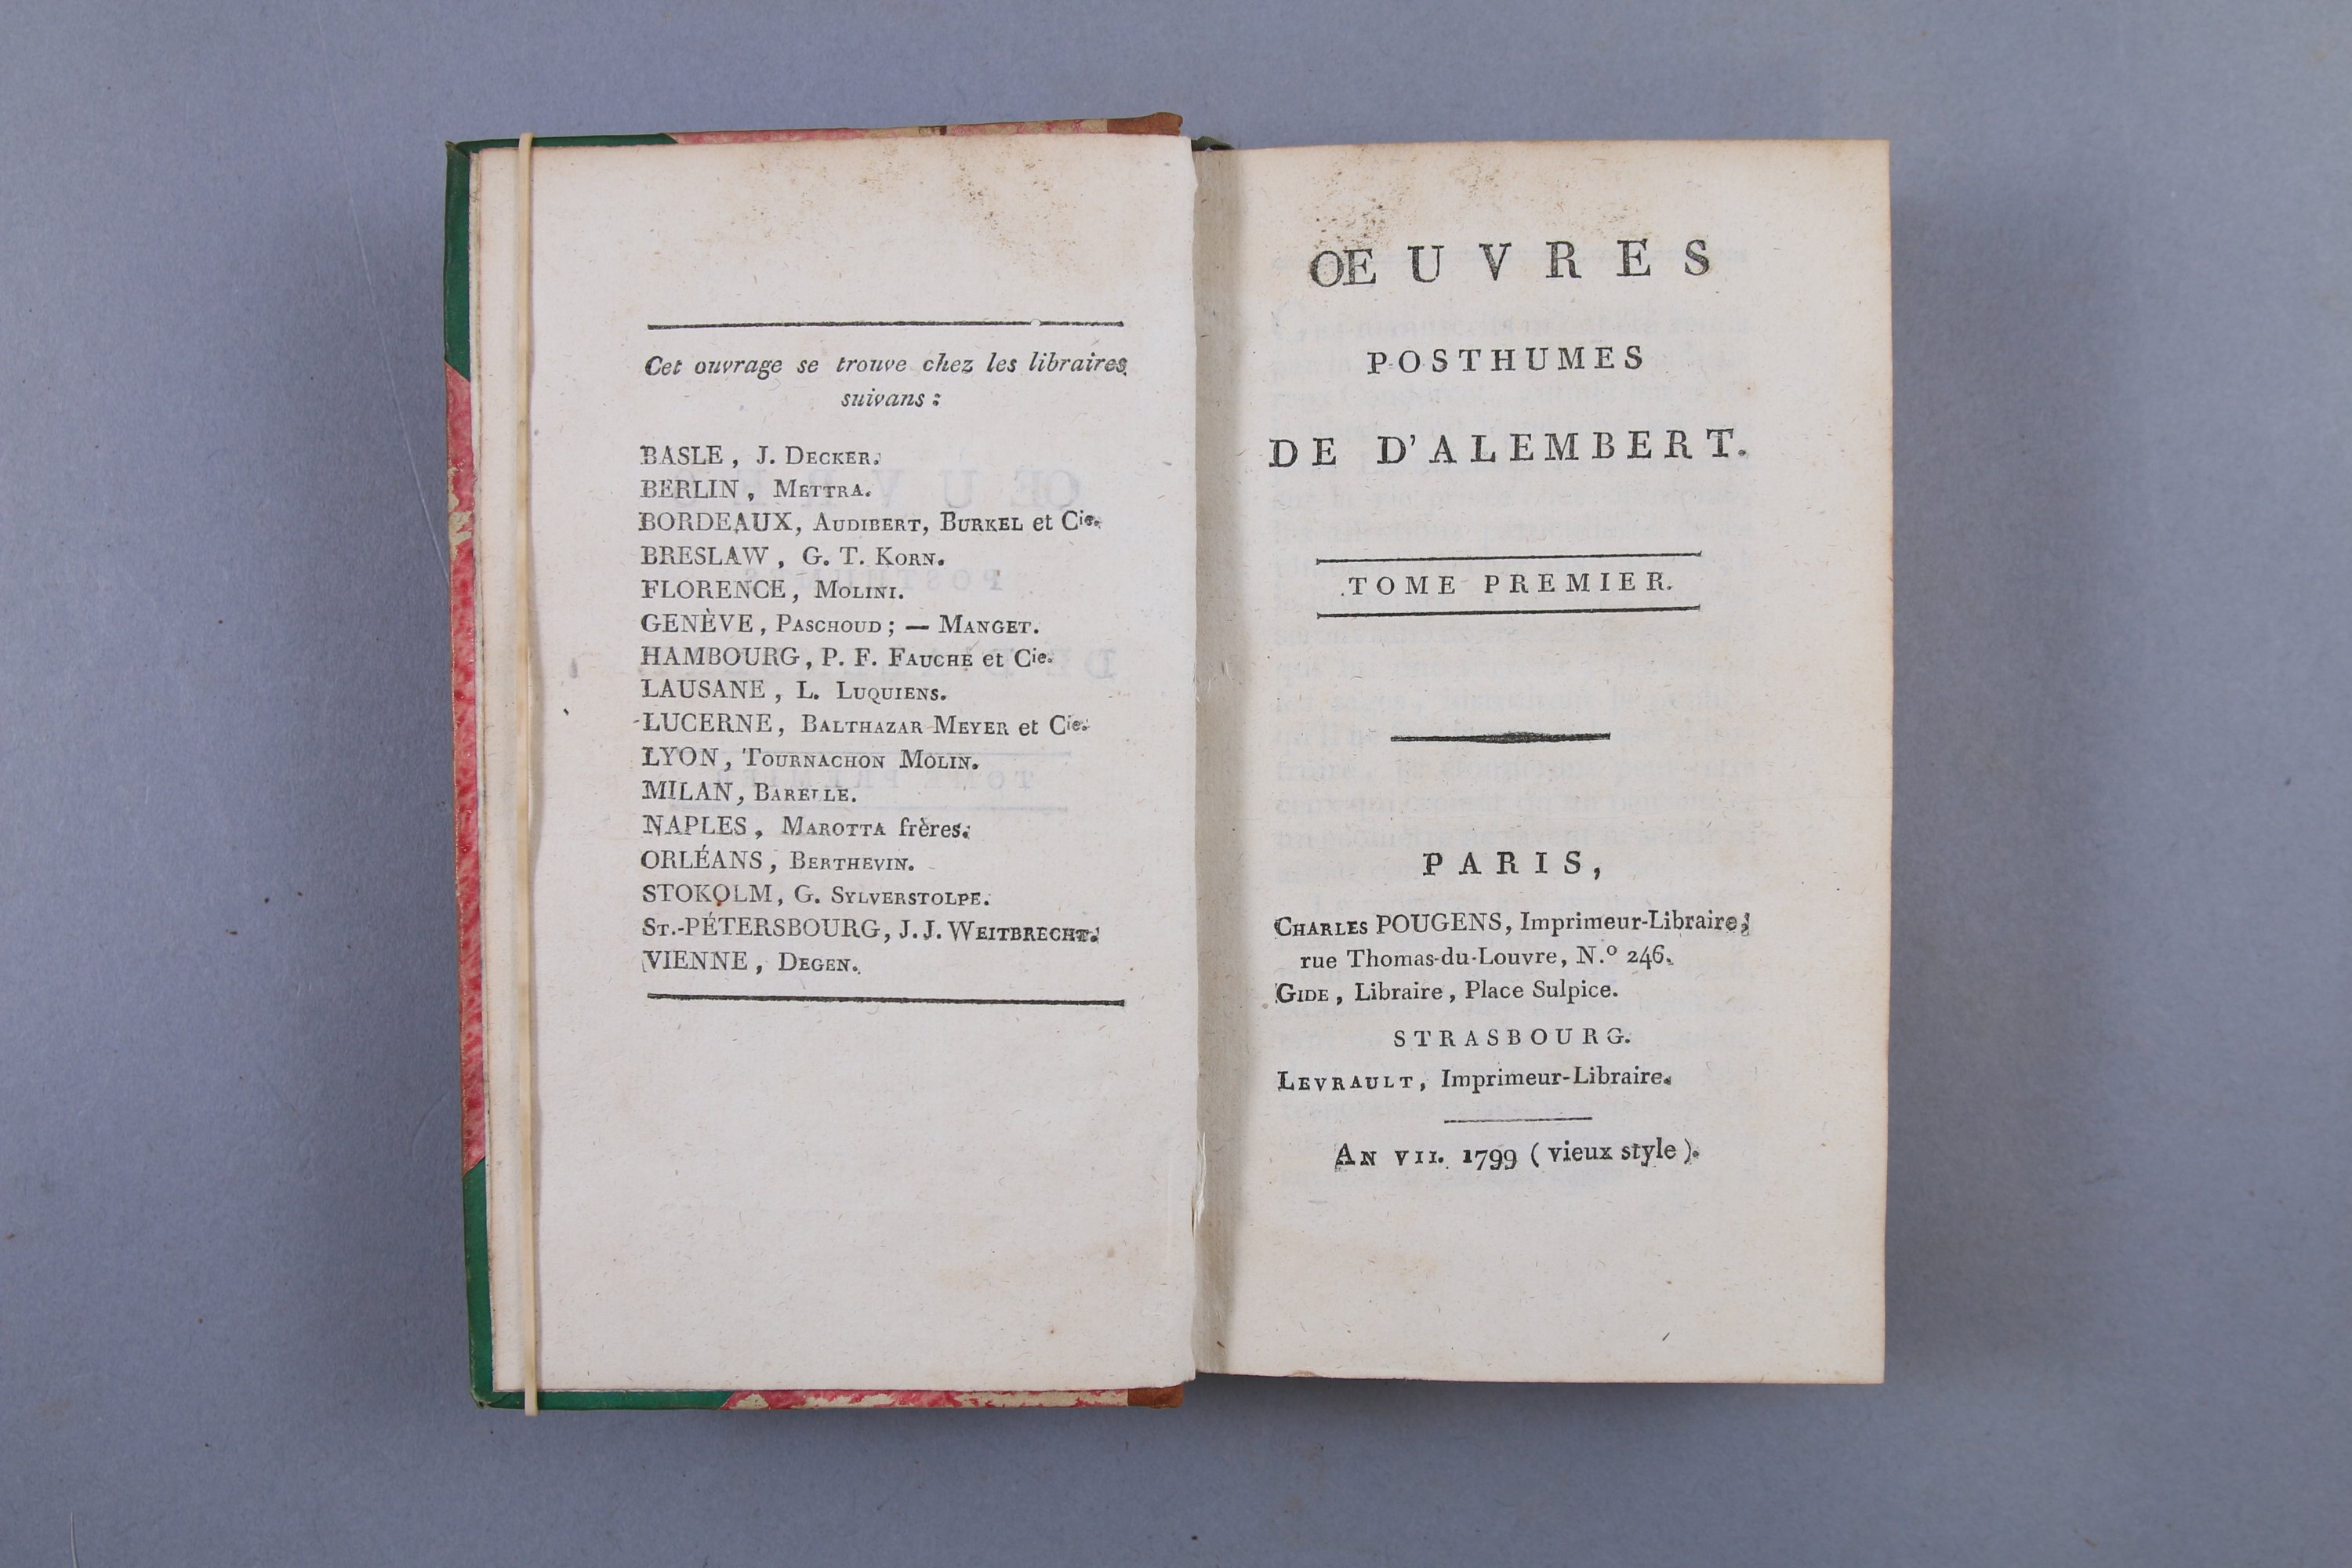 Cet ouvrage se trouve chez les libraires
suivans :
BASLE, J. DECKER.
BERLIN, METTRA.
BORDEAUX, AUDIBERT, BURKEL et Cie.
BRESLAW, G. T. KORN.
FLORENCE, MOLINI.
GENÈVE, PASCHOUD; — MANGET.
HAMBOURG, P. F. FAUCHE et Cie.
LAUSANE, L. LUQUIENS.
LUCERNE, BALTHAZAR MEYER et Cie.
LYON, TOURNACHON MOLIN.
MILAN, BARELLE.
NAPLES, MAROTTA frères.
ORLÉANS, BERTHEVIN.
STOKOLM, G. SYLVERSTOLPE.
ST.-PÉTERSBOURG, J. J. WEITBRECHT.
VIENNE, DEGEN.
OEUVRES
POSTHUMES
DE D'ALEMBERT.
TOME PREMIER.
PARIS,
CHARLES POUGENS, Imprimeur-Libraire,
rue Thomas-du-Louvre, N.º 246.
GIDE, Libraire, Place Sulpice.
STRASBOURG.
LEVRAULT, Imprimeur-Libraire.
AN VII. 1799 (vieux style).